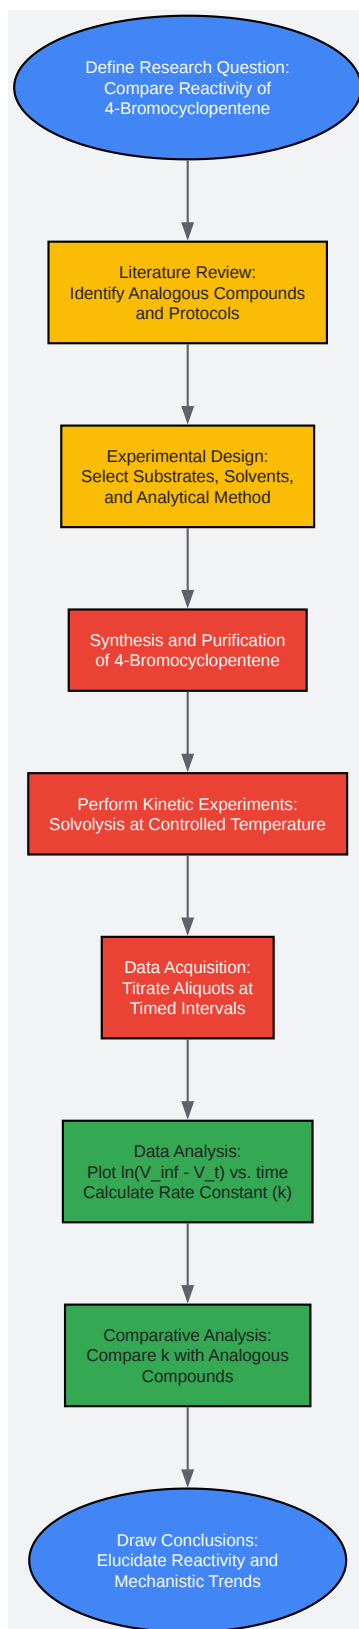 Define Research Question:
Compare Reactivity of
4-Bromocyclopentene
Literature Review:
Identify Analogous Compounds
and Protocols
Experimental Design:
Select Substrates, Solvents,
and Analytical Method
Synthesis and Purification
of 4-Bromocyclopentene
Perform Kinetic Experiments:
Solvolysis at Controlled Temperature
Data Acquisition:
Titrate Aliquots at
Timed Intervals
Data Analysis:
Plot ln(V_inf - V_t) vs. time
Calculate Rate Constant (k)
Comparative Analysis:
Compare k with Analogous
Compounds
Draw Conclusions:
Elucidate Reactivity and
Mechanistic Trends